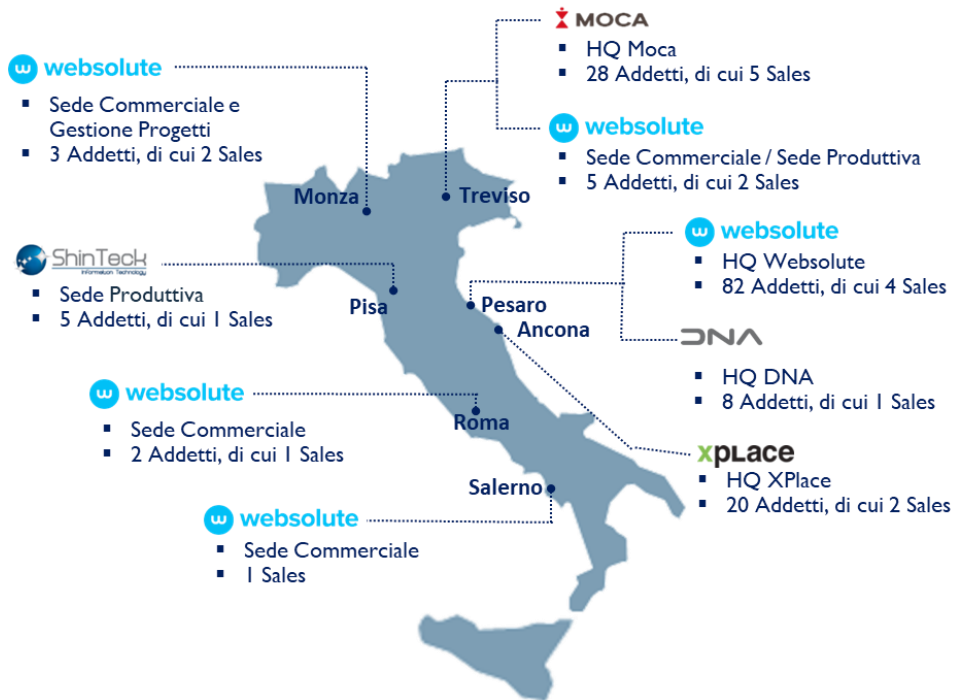 MOCA
▪ HQ Moca
▪ 28 Addetti, di cui 5 Sales
w websolute
▪ Sede Commerciale e
Gestione Progetti
▪ 3 Addetti, di cui 2 Sales
w websolute
▪ Sede Commerciale / Sede Produttiva
▪ 5 Addetti, di cui 2 Sales
Monza
Treviso
w websolute
▪ HQ Websolute
▪ 82 Addetti, di cui 4 Sales
ShinTeck
Information Technology
▪ Sede Produttiva
▪ 5 Addetti, di cui 1 Sales
Pisa
Pesaro
Ancona
DNA
▪ HQ DNA
▪ 8 Addetti, di cui 1 Sales
w websolute
▪ Sede Commerciale
▪ 2 Addetti, di cui 1 Sales
Roma
xpLace
▪ HQ XPlace
▪ 20 Addetti, di cui 2 Sales
Salerno
w websolute
▪ Sede Commerciale
▪ 1 Sales